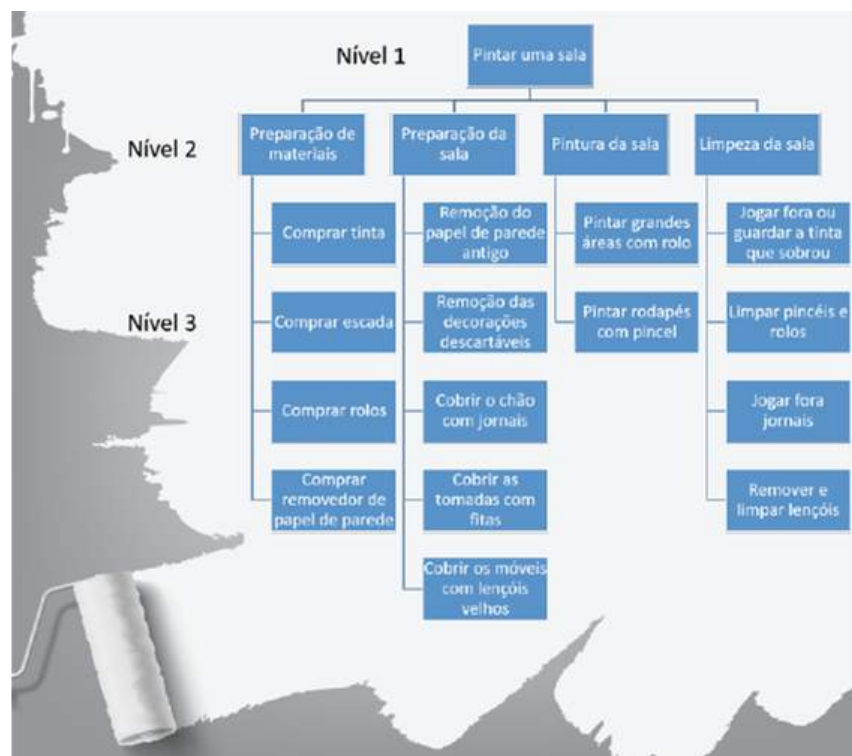 Nível 1
Pintar uma sala
Nível 2
Preparação de
materiais
Preparação da
sala
Pintura da sala
Limpeza da sala
Nível 3
Comprar tinta
Comprar escada
Comprar rolos
Comprar
removedor de
papel de parede
Remoção do
papel de parede
antigo
Remoção das
decorações
descartáveis
Cobrir o chão
com jornais
Cobrir as
tomadas com
fitas
Cobrir os móveis
com lençóis
velhos
Pintar grandes
áreas com rolo
Pintar rodapés
com pincel
Jogar fora ou
guardar a tinta
que sobrou
Limpar pincéis e
rolos
Jogar fora
jornais
Remover e
limpar lençóis